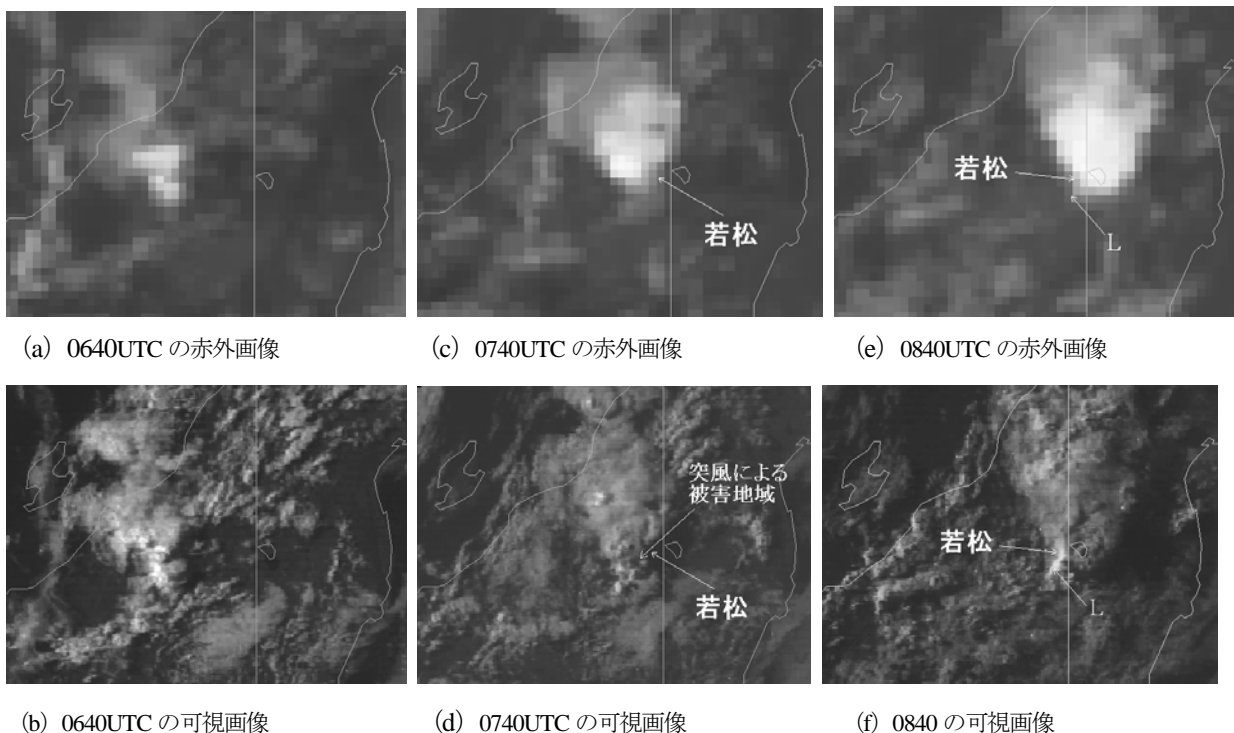 若松
若松
L
(a) 0640UTC の赤外画像
(c) 0740UTC の赤外画像
(e) 0840UTC の赤外画像
突風による
被害地域
若松
若松
L
(b) 0640UTC の可視画像
(d) 0740UTC の可視画像
(f) 0840 の可視画像